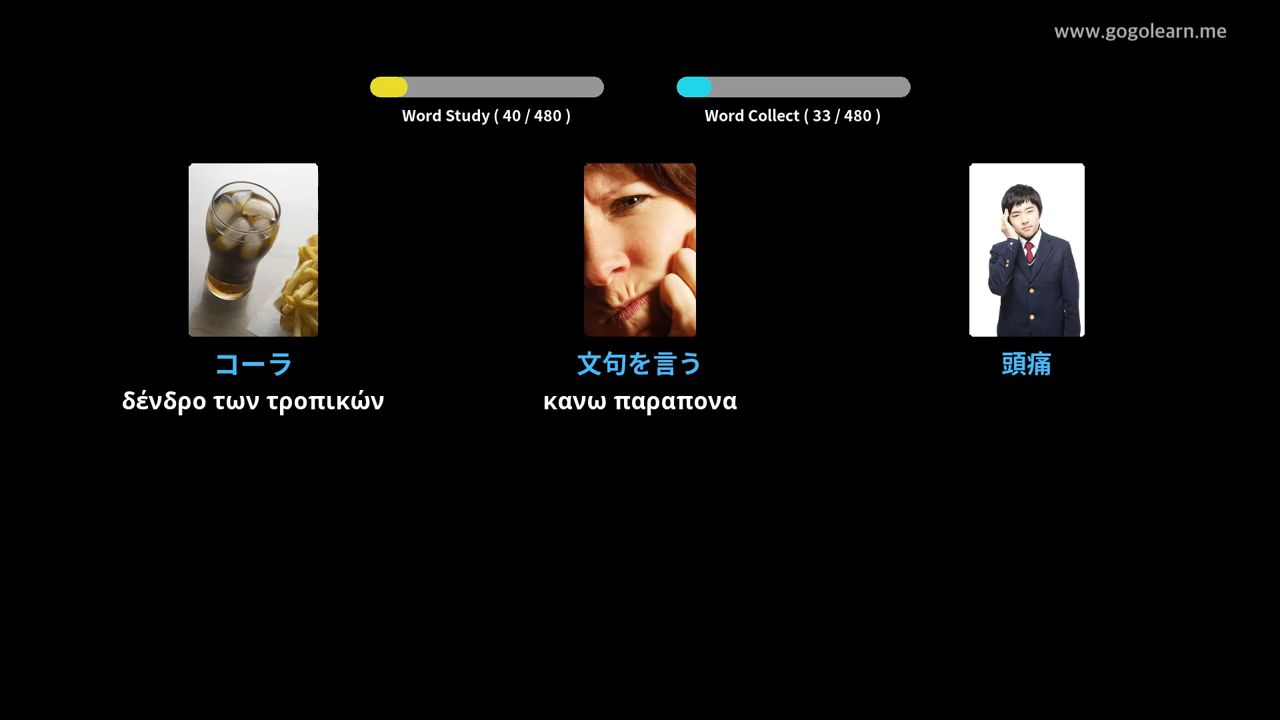 www.gogolearn.me
Word Study ( 40 / 480 )
Word Collect ( 33 / 480 )
コーラ
δένδρο των τροπικών
文句を言う
κανω παραπονα
頭痛